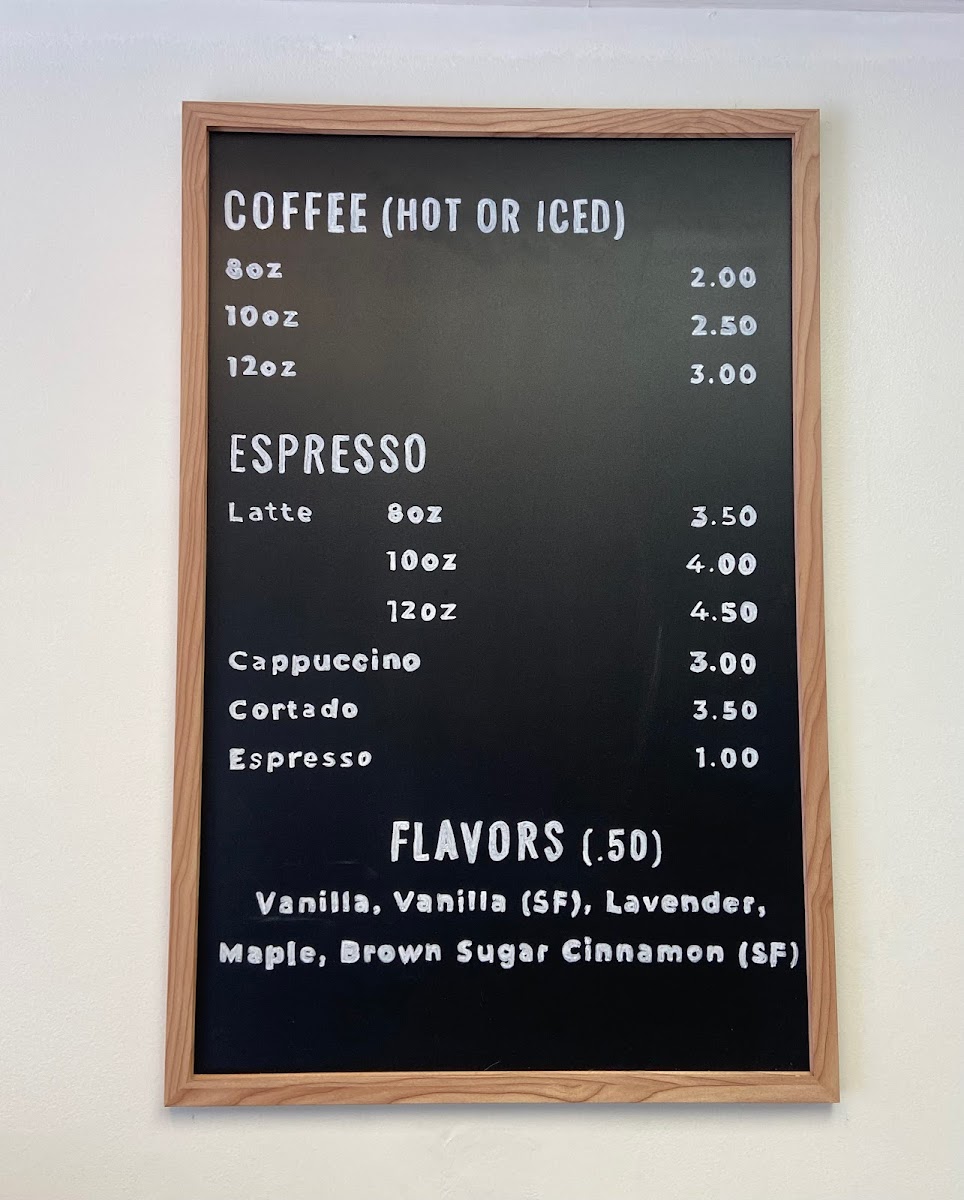 COFFEE (HOT OR ICED)
8oz 2.00
10oz 2.50
12oz 3.00
ESPRESSO
Latte 8oz 3.50
10oz 4.00
12oz 4.50
Cappuccino 3.00
Cortado 3.50
Espresso 1.00
FLAVORS (.50)
Vanilla, Vanilla (SF), Lavender,
Maple, Brown Sugar Cinnamon (SF)